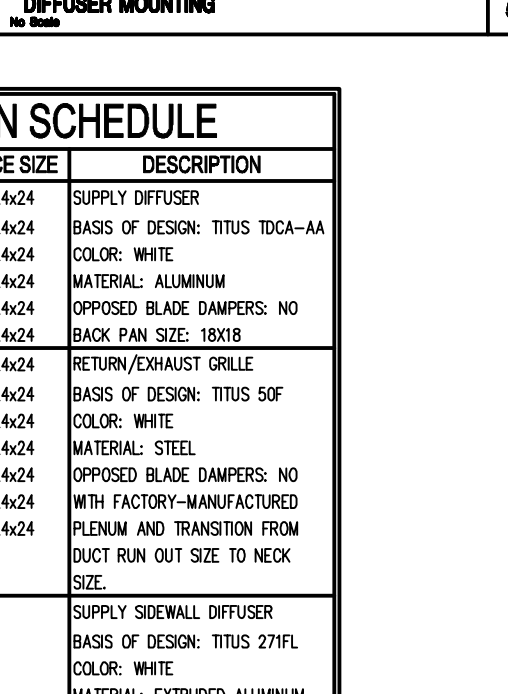 DIFFUSER MOUNTING
No Scale
N SCHEDULE
CE SIZE DESCRIPTION
4x24 SUPPLY DIFFUSER
4x24 BASIS OF DESIGN: TITUS TDCA-AA
4x24 COLOR: WHITE
4x24 MATERIAL: ALUMINUM
4x24 OPPOSED BLADE DAMPERS: NO
4x24 BACK PAN SIZE: 18X18
4x24 RETURN/EXHAUST GRILLE
4x24 BASIS OF DESIGN: TITUS 50F
4x24 COLOR: WHITE
4x24 MATERIAL: STEEL
4x24 OPPOSED BLADE DAMPERS: NO
4x24 WITH FACTORY-MANUFACTURED
4x24 PLENUM AND TRANSITION FROM
DUCT RUN OUT SIZE TO NECK
SIZE.
SUPPLY SIDEWALL DIFFUSER
BASIS OF DESIGN: TITUS 271FL
COLOR: WHITE
MATERIAL: EXTRUDED ALUMINUM